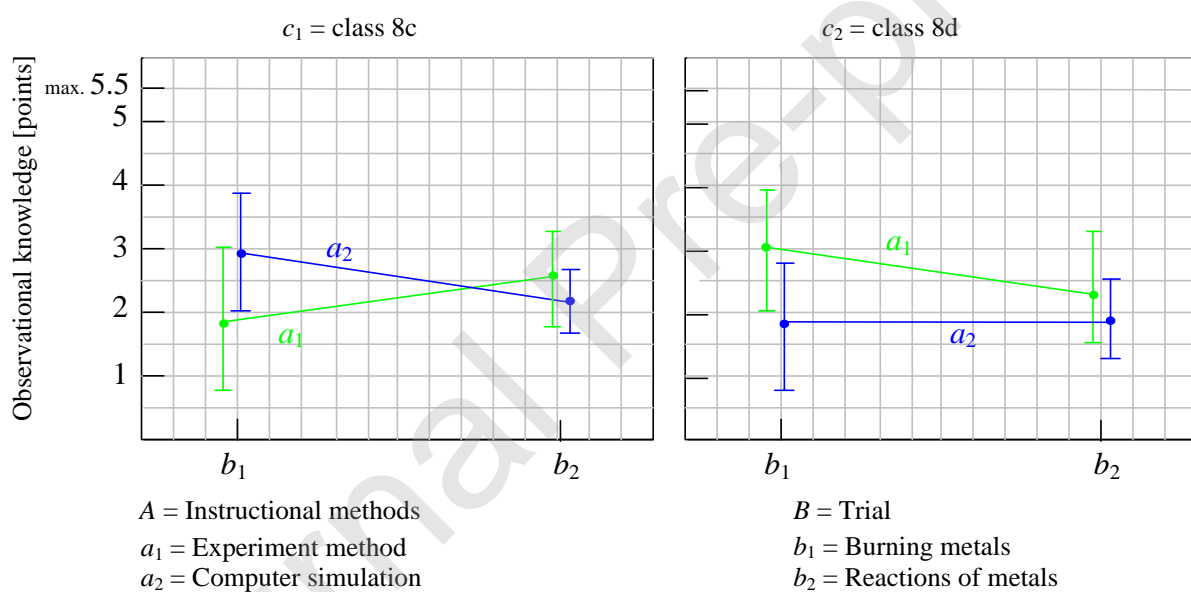 c₁ = class 8c
c₂ = class 8d
Observational knowledge [points]
max. 5.5
5
4
3
2
1
a₂
a₁
a₁
a₂
b₁
b₂
b₁
b₂
A = Instructional methods
a₁ = Experiment method
a₂ = Computer simulation
B = Trial
b₁ = Burning metals
b₂ = Reactions of metals
rnal Pre-p